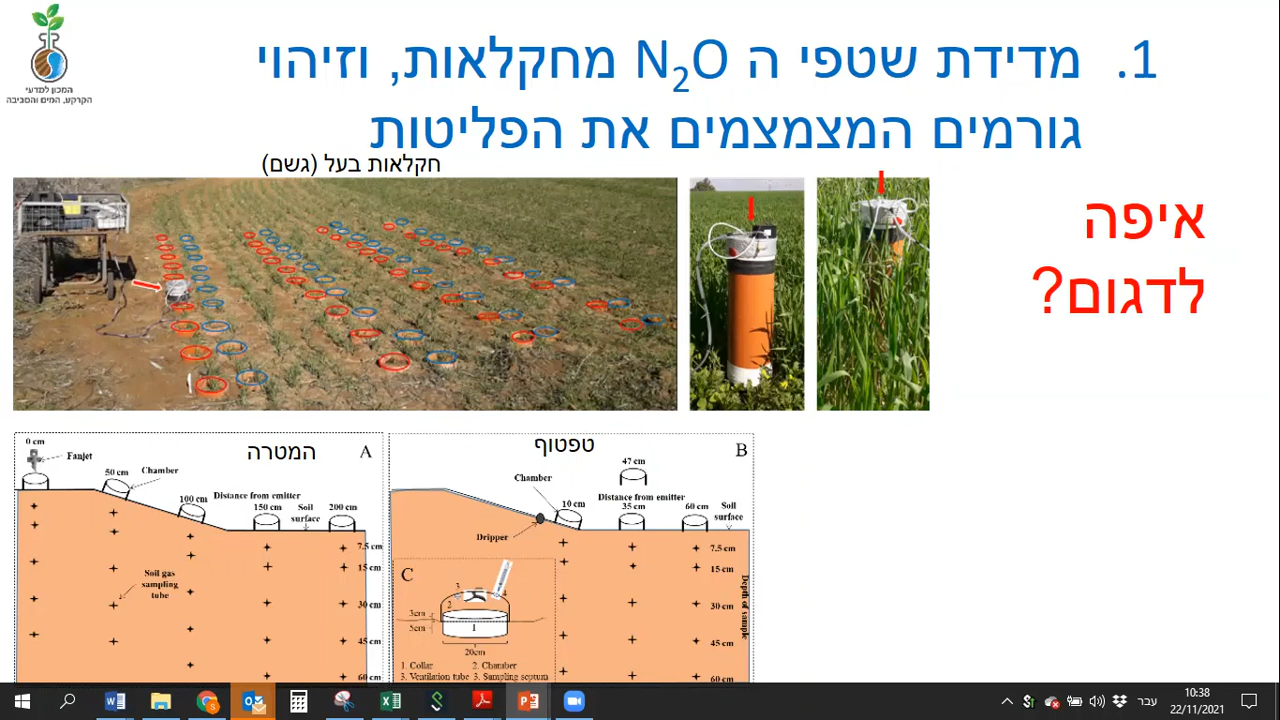 1. מדידת שטפי ה N₂O מחקלאות, וזיהוי
גורמים המצמצמים את הפליטות
המכון למדעי
הקרקע, המים והסביבה
חקלאות בעל (גשם)
איפה
לדגום?
המטרה
A
0 cm
Fanjet
50 cm
Chamber
100 cm
Distance from emitter
150 cm
Soil
surface
200 cm
7.5 cm
15 cm
30 cm
45 cm
60 cm
Soil gas
sampling
tube
טפטוף
B
47 cm
Chamber
10 cm
Distance from emitter
35 cm
60 cm
Soil
surface
Dripper
7.5 cm
15 cm
30 cm
45 cm
60 cm
Depth of sample
C
3
4
2
1
3cm
5cm
20cm
1. Collar 2. Chamber
3. Ventilation tube 3. Sampling septum
עבר
10:38
22/11/2021